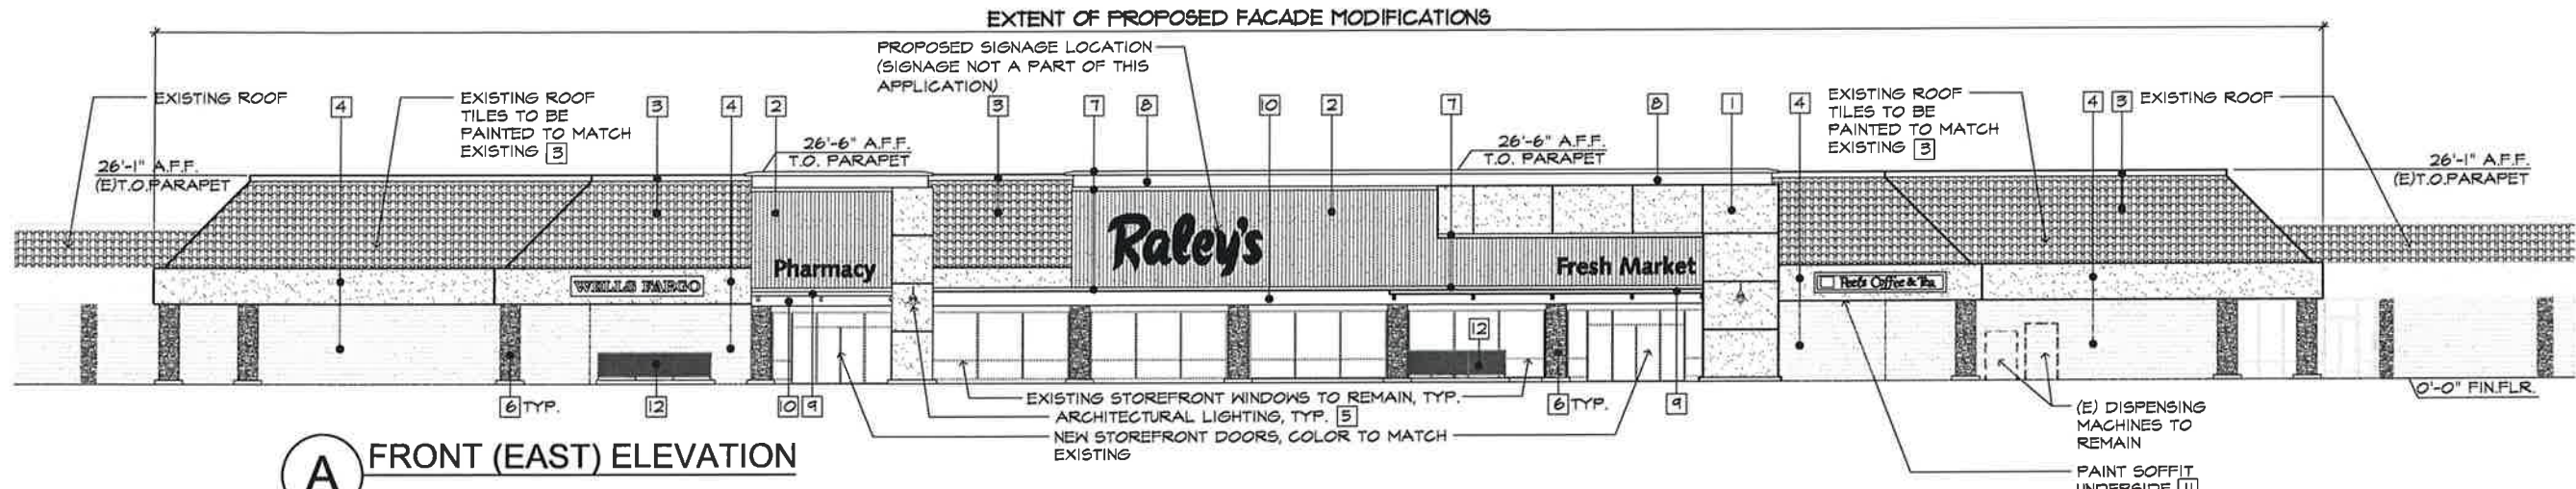 EXTENT OF PROPOSED FACADE MODIFICATIONS
PROPOSED SIGNAGE LOCATION
(SIGNAGE NOT A PART OF THIS
APPLICATION)
EXISTING ROOF
4
EXISTING ROOF
TILES TO BE
PAINTED TO MATCH
EXISTING 3
3
4
2
3
7
8
10
2
7
8
1
4
EXISTING ROOF
TILES TO BE
PAINTED TO MATCH
EXISTING 3
4
3
EXISTING ROOF
26'-1" A.F.F.
(E)T.O.PARAPET
26'-6" A.F.F.
T.O. PARAPET
26'-6" A.F.F.
T.O. PARAPET
26'-1" A.F.F.
(E)T.O.PARAPET
Raley's
Pharmacy
Fresh Market
WELLS FARGO
Peet's Coffee & Tea
12
6 TYP.
12
10
9
EXISTING STOREFRONT WINDOWS TO REMAIN, TYP.
ARCHITECTURAL LIGHTING, TYP. 5
NEW STOREFRONT DOORS, COLOR TO MATCH
EXISTING
6 TYP.
9
0'-0" FIN.FLR.
(E) DISPENSING
MACHINES TO
REMAIN
PAINT SOFFIT
UNDERSIDE 11
A
FRONT (EAST) ELEVATION